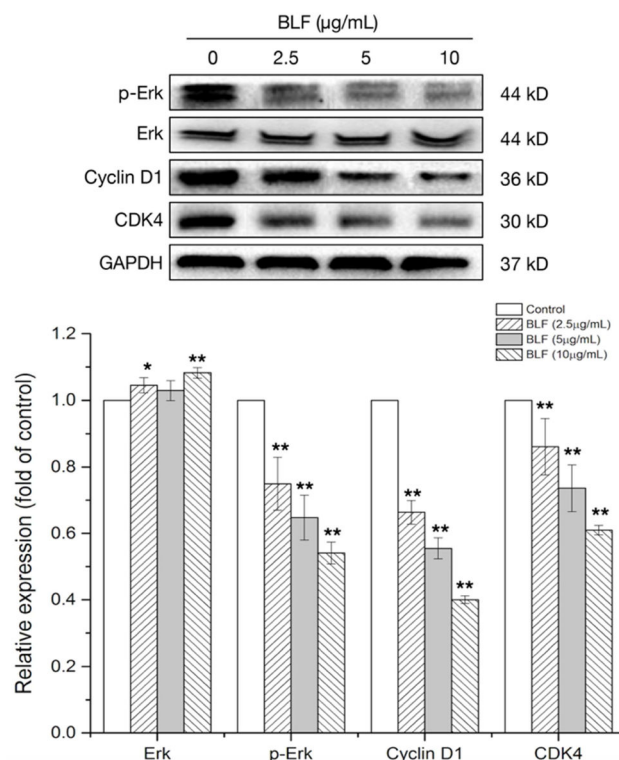 BLF (μg/mL)
0 2.5 5 10
p-Erk 44 kD
Erk 44 kD
Cyclin D1 36 kD
CDK4 30 kD
GAPDH 37 kD
Control
BLF (2.5μg/mL)
BLF (5μg/mL)
BLF (10μg/mL)
Relative expression (fold of control)
1.2
1.0
0.8
0.6
0.4
0.2
0.0
* ** ** ** ** ** ** ** ** ** **
Erk p-Erk Cyclin D1 CDK4